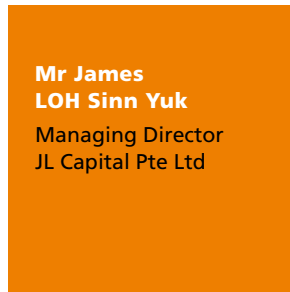 Mr James
LOH Sinn Yuk
Managing Director
JL Capital Pte Ltd